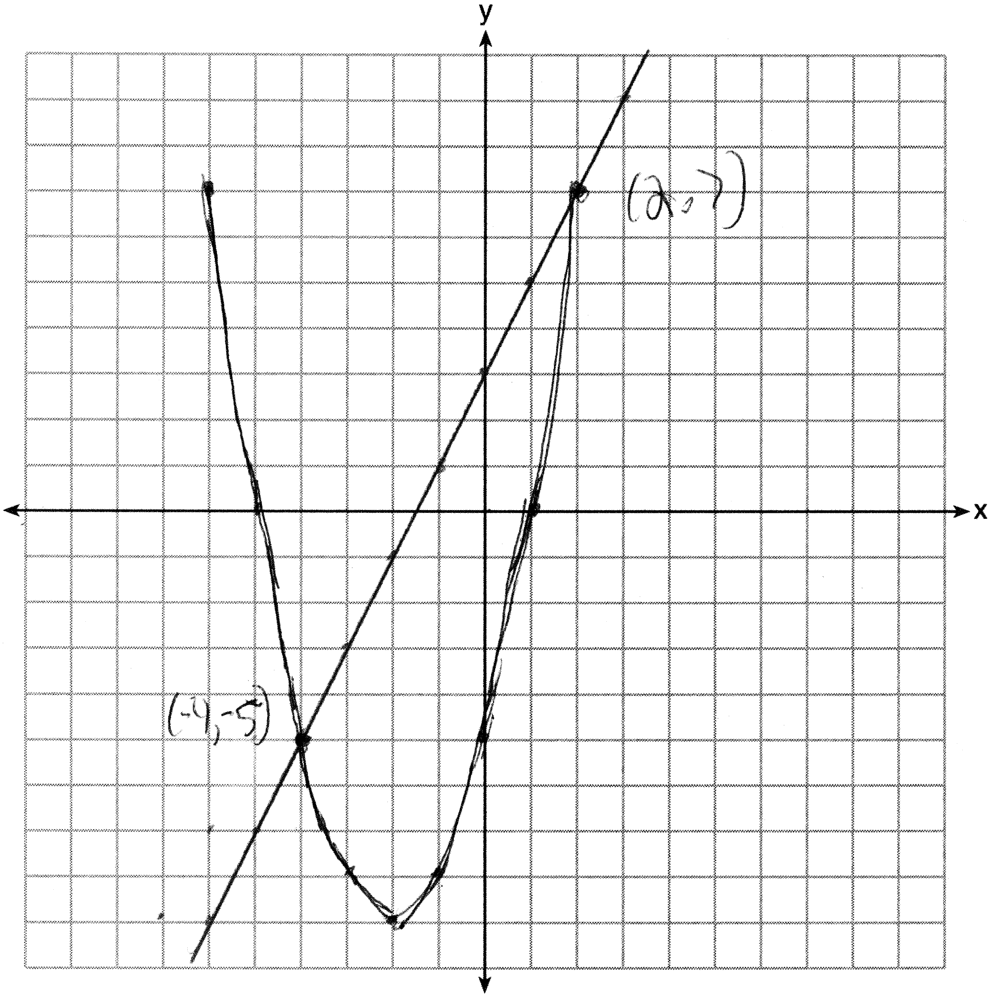 y
(2, 7)
x
(-4, -5)